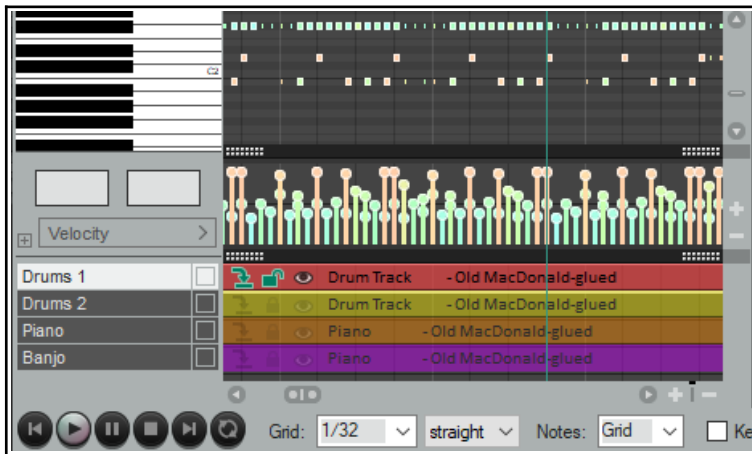 C2
Velocity
Drums 1 Drum Track -Old MacDonald-glued
Drums 2 Drum Track -Old MacDonald-glued
Piano Piano -Old MacDonald-glued
Banjo Piano -Old MacDonald-glued
Grid: 1/32 straight Notes: Grid Ke